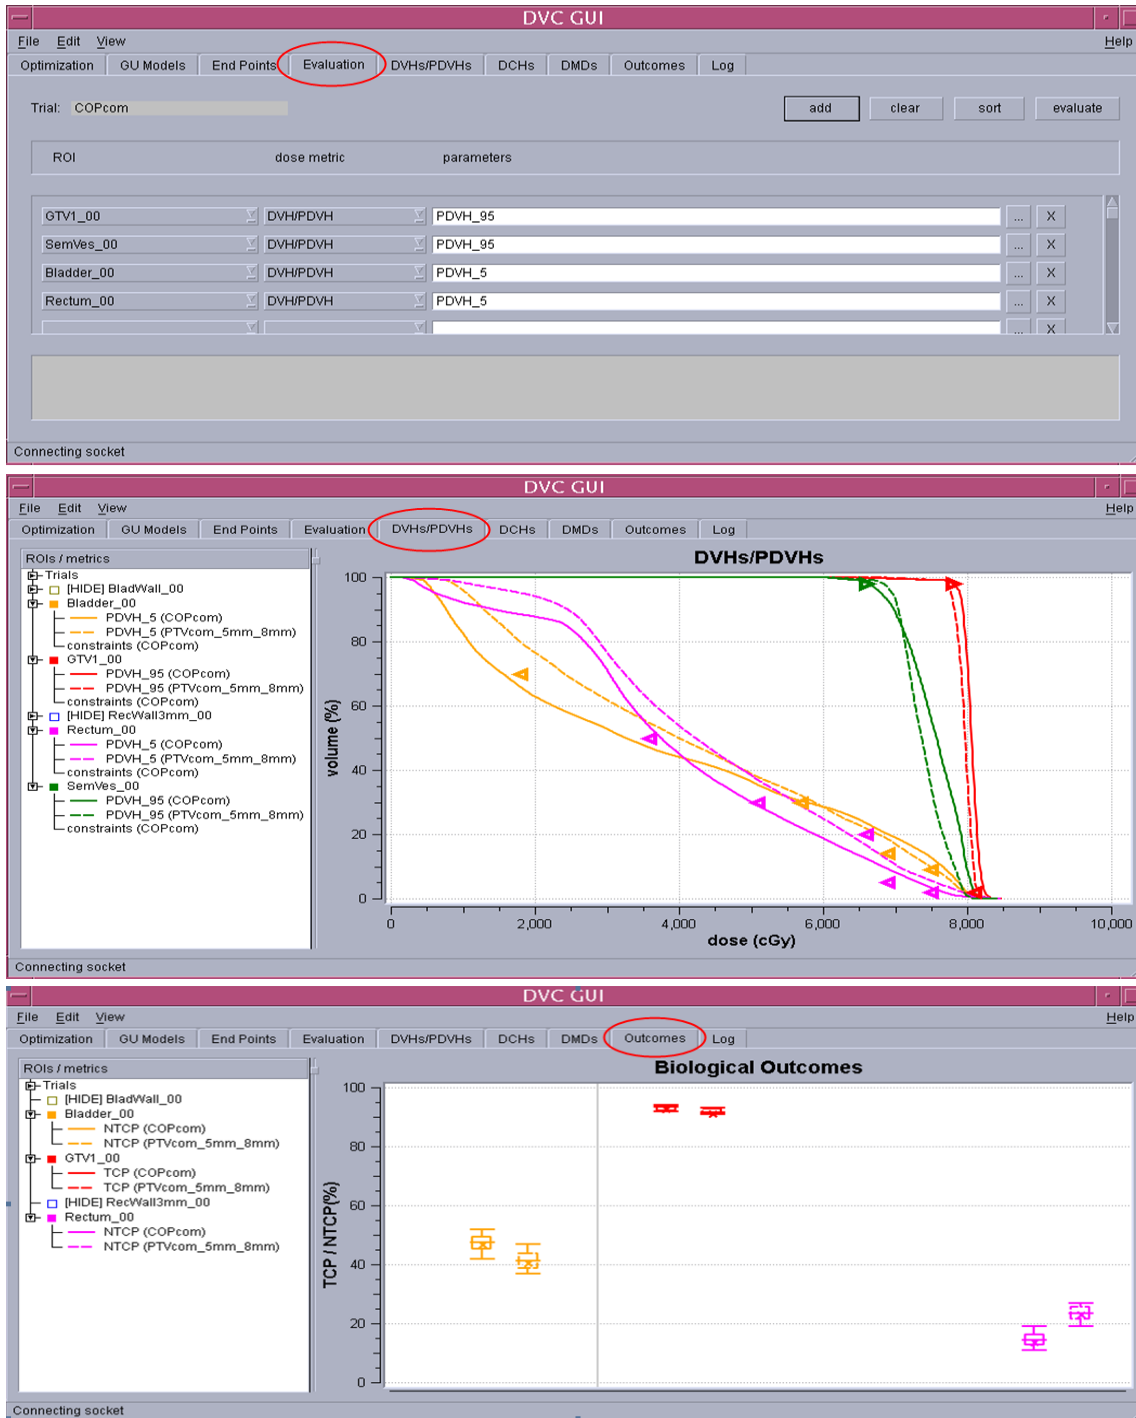 DVC GUI
File Edit View Help
Optimization GU Models End Points Evaluation DVHs/PDVHs DCHs DMDs Outcomes Log
Trial: COPcom add clear sort evaluate
ROI dose metric parameters
GTV1_00 DVH/PDVH PDVH_95 ... X
SemVes_00 DVH/PDVH PDVH_95 ... X
Bladder_00 DVH/PDVH PDVH_5 ... X
Rectum_00 DVH/PDVH PDVH_5 ... X
... X
Connecting socket
DVC GUI
File Edit View Help
Optimization GU Models End Points Evaluation DVHs/PDVHs DCHs DMDs Outcomes Log
ROIs / metrics
Trials
[HIDE] BladWall_00
Bladder_00
PDVH_5 (COPcom)
PDVH_5 (PTVcom_5mm_8mm)
constraints (COPcom)
GTV1_00
PDVH_95 (COPcom)
PDVH_95 (PTVcom_5mm_8mm)
constraints (COPcom)
[HIDE] RecWall3mm_00
Rectum_00
PDVH_5 (COPcom)
PDVH_5 (PTVcom_5mm_8mm)
constraints (COPcom)
SemVes_00
PDVH_95 (COPcom)
PDVH_95 (PTVcom_5mm_8mm)
constraints (COPcom)
DVHs/PDVHs
volume (%)
100
80
60
40
20
0
0 2,000 4,000 6,000 8,000 10,000
dose (cGy)
Connecting socket
DVC GUI
File Edit View Help
Optimization GU Models End Points Evaluation DVHs/PDVHs DCHs DMDs Outcomes Log
ROIs / metrics
Trials
[HIDE] BladWall_00
Bladder_00
NTCP (COPcom)
NTCP (PTVcom_5mm_8mm)
GTV1_00
TCP (COPcom)
TCP (PTVcom_5mm_8mm)
[HIDE] RecWall3mm_00
Rectum_00
NTCP (COPcom)
NTCP (PTVcom_5mm_8mm)
Biological Outcomes
TCP / NTCP(%)
100
80
60
40
20
0
Connecting socket